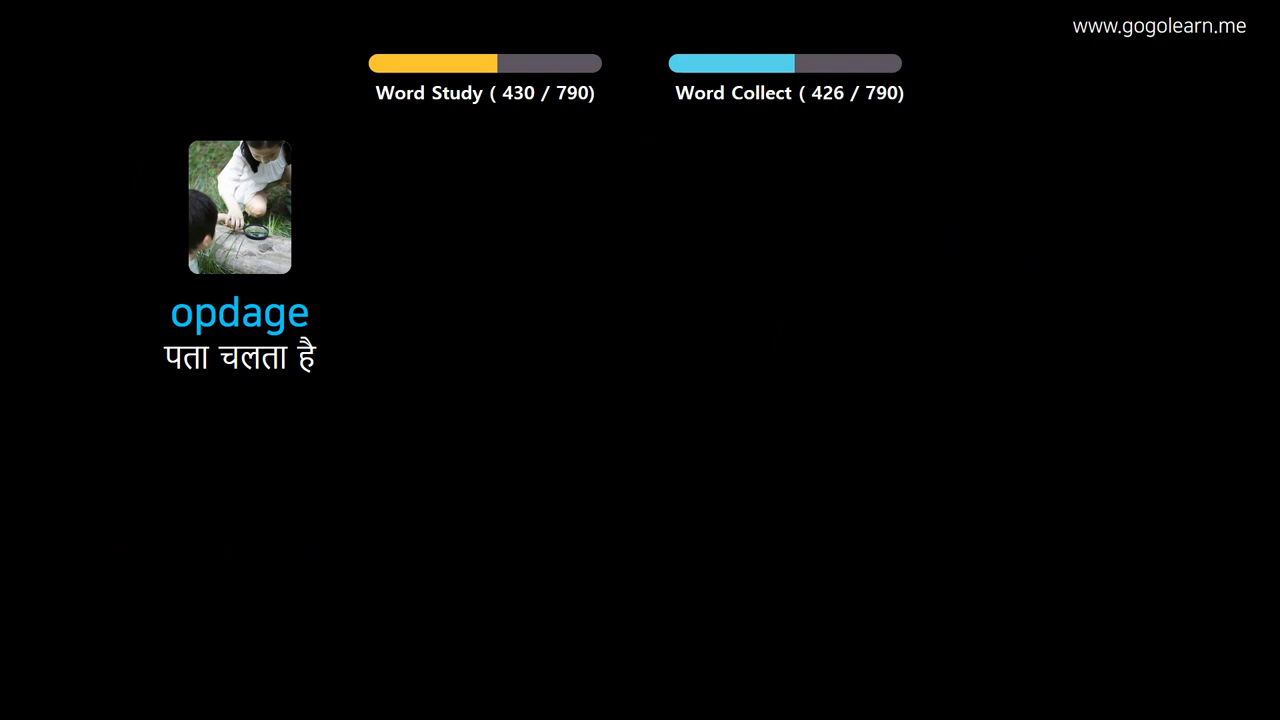 www.gogolearn.me
Word Study ( 430 / 790)
Word Collect ( 426 / 790)
opdage
पता चलता है